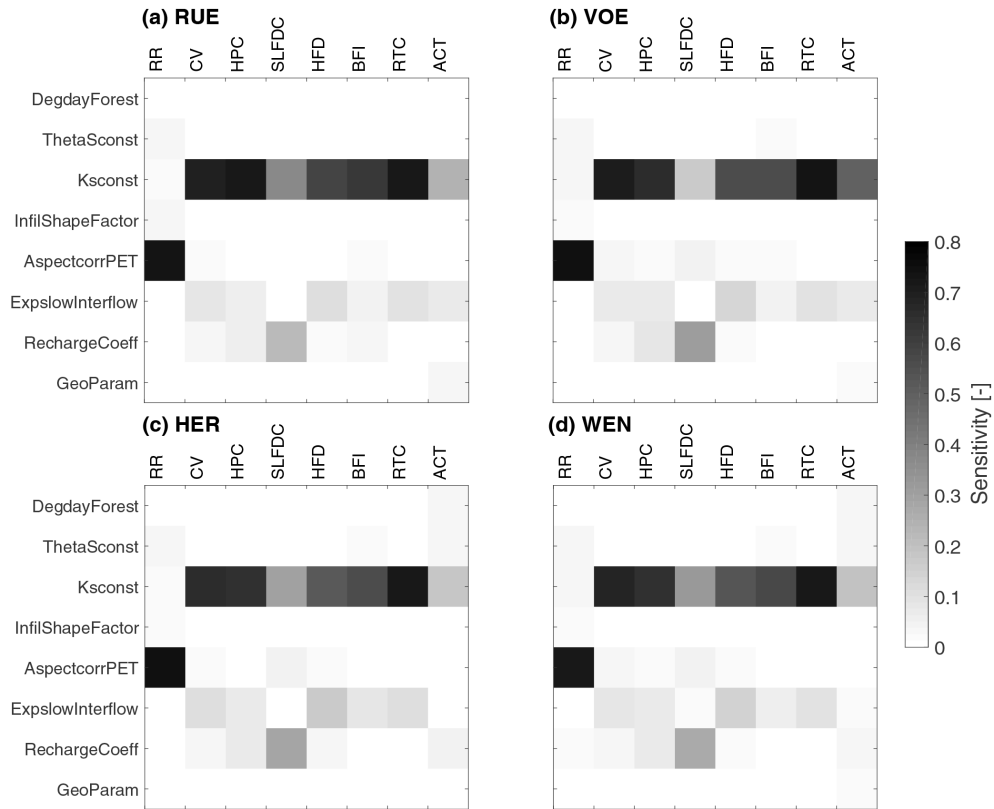 (a) RUE
RR CV HPC SLFDC HFD BFI RTC ACT
DegdayForest
ThetaSconst
Ksconst
InfilShapeFactor
AspectcorrPET
ExpslowInterflow
RechargeCoeff
GeoParam
(b) VOE
RR CV HPC SLFDC HFD BFI RTC ACT
(c) HER
RR CV HPC SLFDC HFD BFI RTC ACT
DegdayForest
ThetaSconst
Ksconst
InfilShapeFactor
AspectcorrPET
ExpslowInterflow
RechargeCoeff
GeoParam
(d) WEN
RR CV HPC SLFDC HFD BFI RTC ACT
0.8
0.7
0.6
0.5
0.4
0.3
0.2
0.1
0
Sensitivity [-]